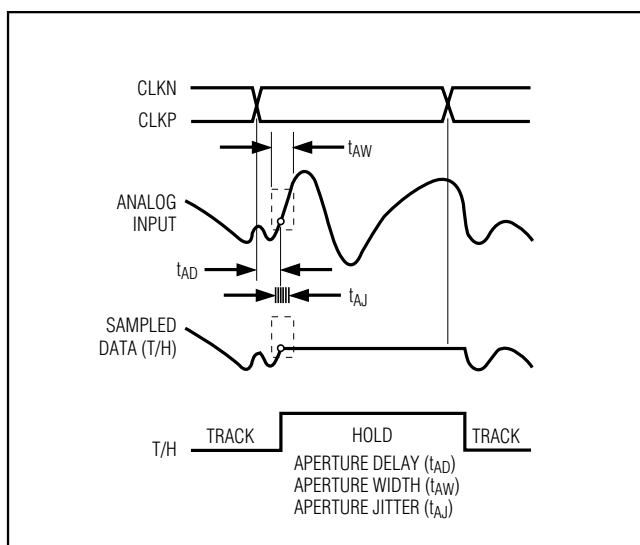 CLKN
CLKP
tAW
ANALOG
INPUT
tAD
tAJ
SAMPLED
DATA (T/H)
T/H
TRACK
HOLD
TRACK
APERTURE DELAY (tAD)
APERTURE WIDTH (tAW)
APERTURE JITTER (tAJ)